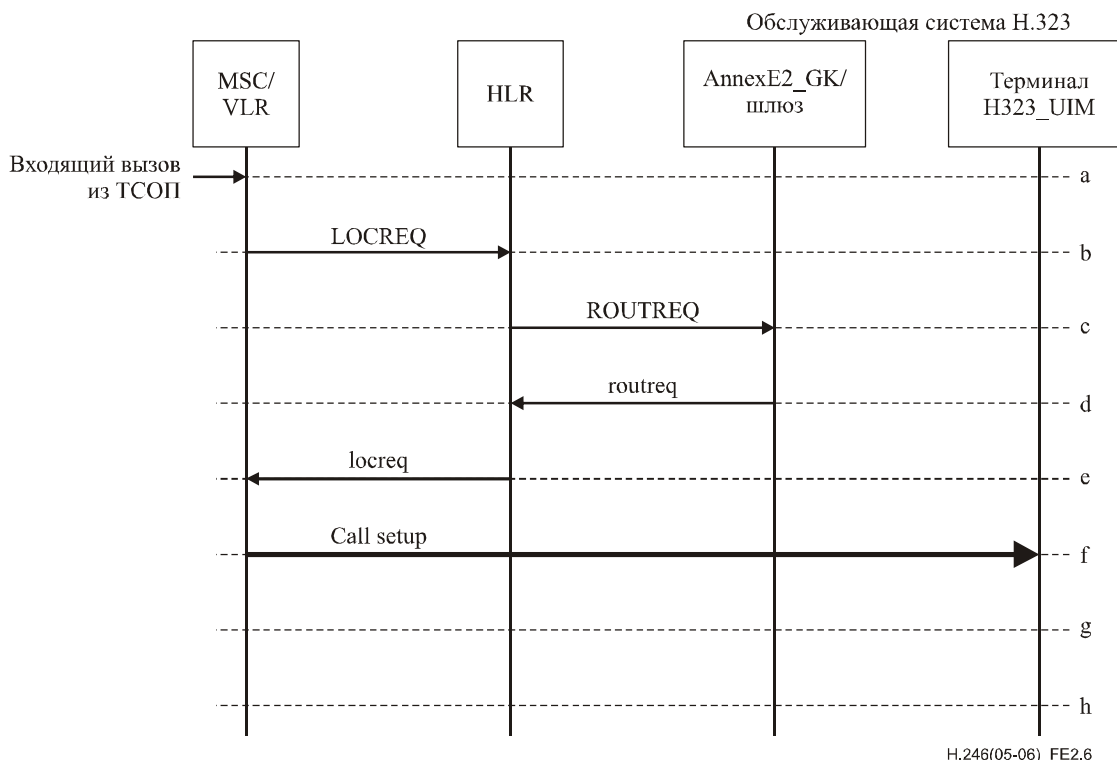 Обслуживающая система H.323
MSC/
VLR
HLR
AnnexE2_GK/
шлюз
Терминал
H323_UIM
Входящий вызов
из ТСОП
a
LOCREQ
b
ROUTREQ
c
routreq
d
locreq
e
Call setup
f
g
h
H.246(05-06)_FE2.6